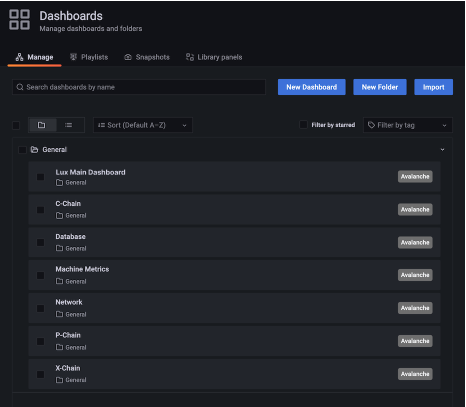 Dashboards
Manage dashboards and folders
Manage
Playlists
Snapshots
Library panels
Search dashboards by name
New Dashboard
New Folder
Import
Sort (Default A–Z)
Filter by starred
Filter by tag
General
Lux Main Dashboard
General
Avalanche
C-Chain
General
Avalanche
Database
General
Avalanche
Machine Metrics
General
Avalanche
Network
General
Avalanche
P-Chain
General
Avalanche
X-Chain
General
Avalanche